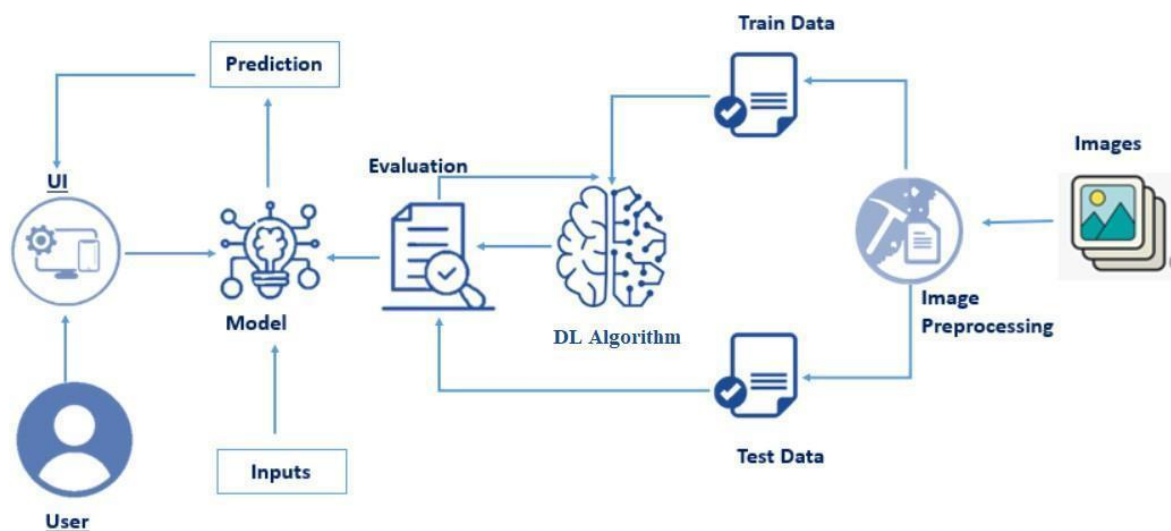 Train Data
Prediction
Images
Evaluation
UI
Image
Preprocessing
Model
DL Algorithm
Test Data
Inputs
User